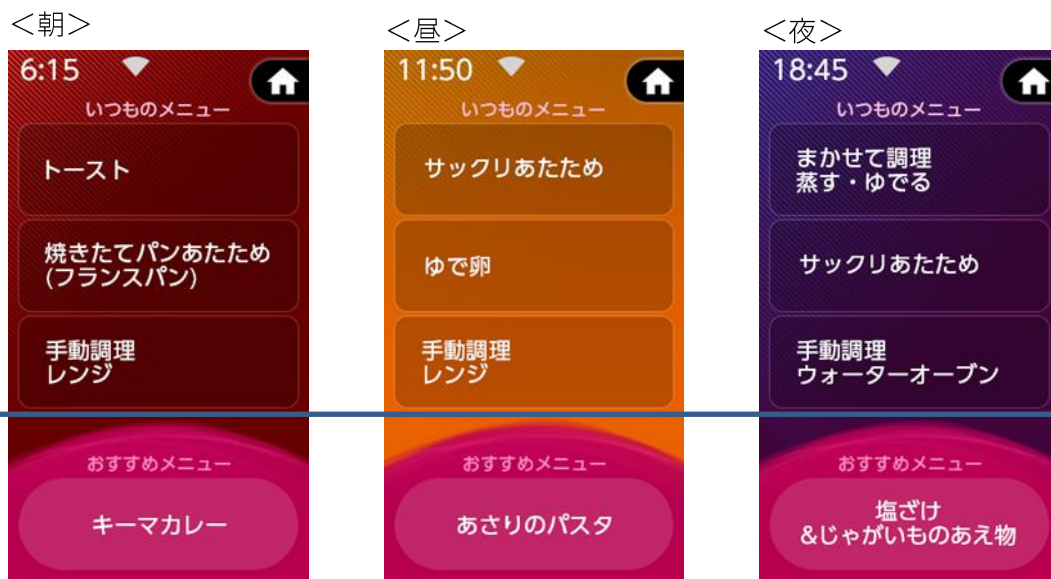 <朝>
6:15
いつものメニュー
トースト
焼きたてパンあたため
(フランスパン)
手動調理
レンジ
おすすめメニュー
キーマカレー
<昼>
11:50
いつものメニュー
サックリあたため
ゆで卵
手動調理
レンジ
おすすめメニュー
あさりのパスタ
<夜>
18:45
いつものメニュー
まかせて調理
蒸す・ゆでる
サックリあたため
手動調理
ウォーターオーブン
おすすめメニュー
塩ざけ
&じゃがいものあえ物